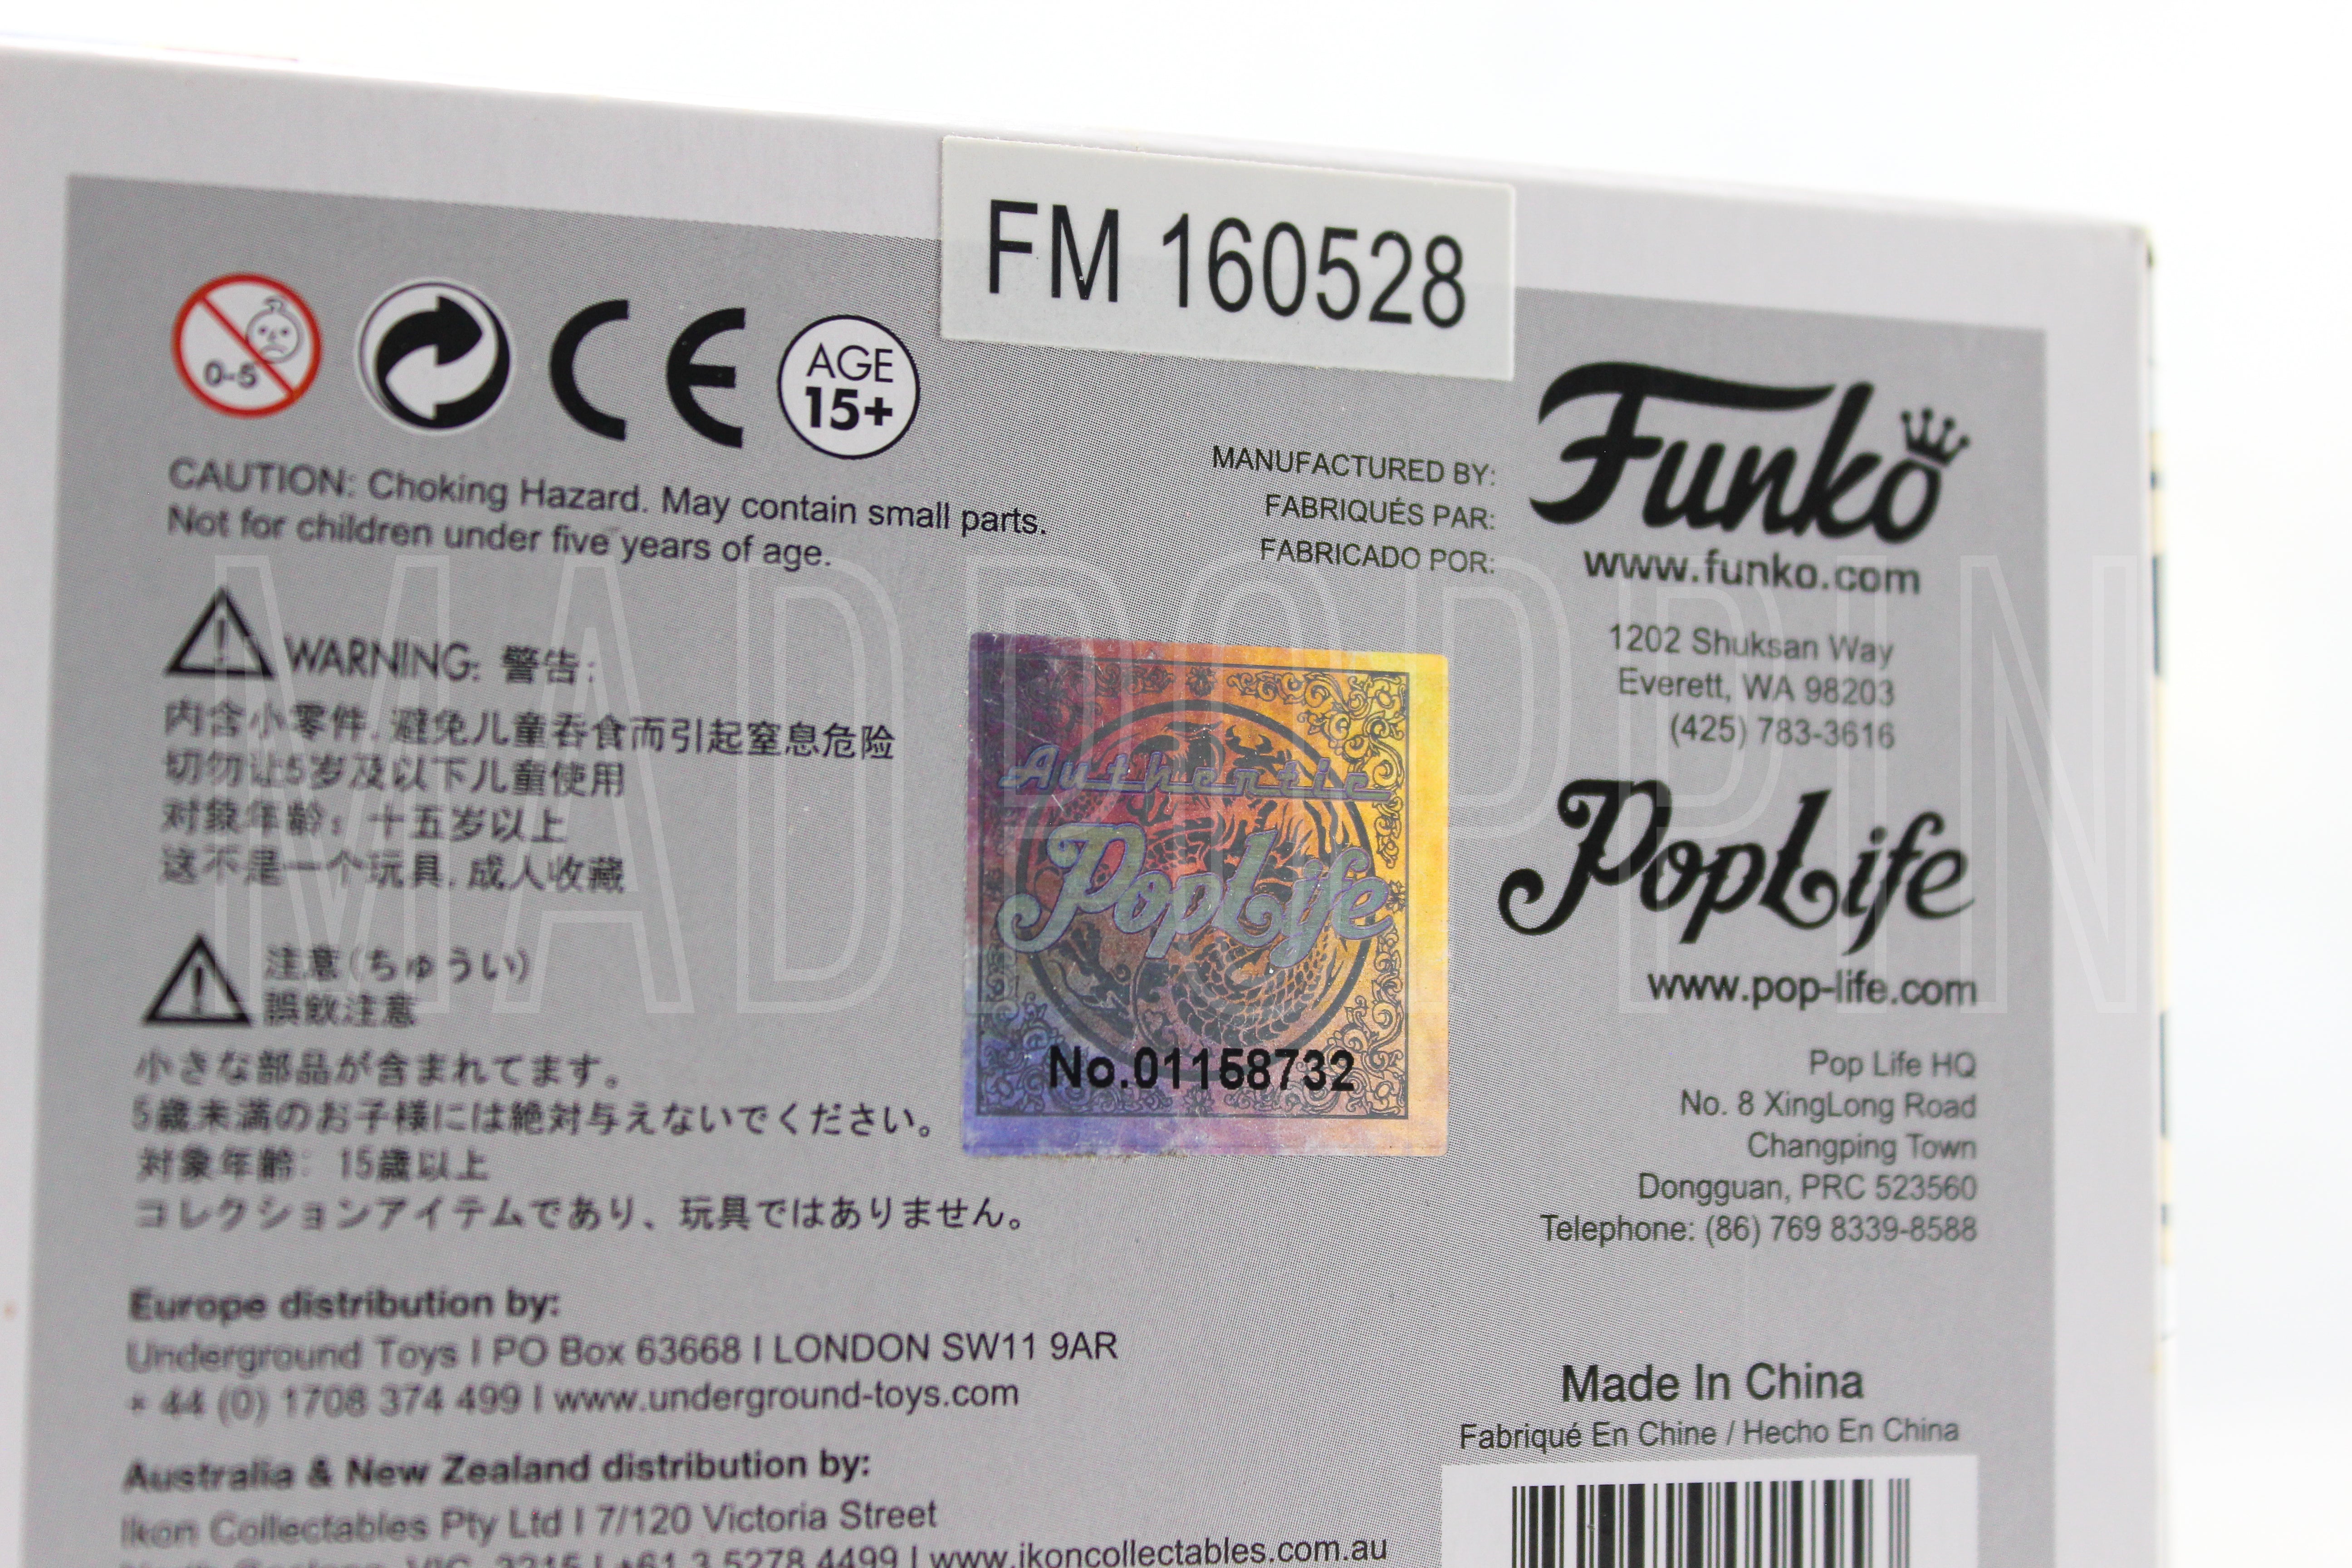 FM 160528
0-5
CE
AGE
15+
CAUTION: Choking Hazard. May contain small parts.
Not for children under five years of age.
WARNING: 警告:
内含小零件,避免儿童吞食而引起窒息危险
切勿让5岁及以下儿童使用
对象年龄: 十五岁以上
这不是一个玩具,成人收藏
注意(ちゅうい)
誤飲注意
小さな部品が含まれてます。
5歳未満のお子様には絶対与えないでください。
対象年齢: 15歳以上
コレクションアイテムであり、玩具ではありません。
Europe distribution by:
Underground Toys I PO Box 63668 I LONDON SW11 9AR
+ 44 (0) 1708 374 499 I www.underground-toys.com
Australia & New Zealand distribution by:
Ikon Collectables Pty Ltd I 7/120 Victoria Street
VIC, 3215 I +61 3 5278 4499 I www.ikoncollectables.com.au
Authentic
PopLife
No.01158732
MANUFACTURED BY:
FABRIQUÉS PAR:
FABRICADO POR:
Funko
www.funko.com
1202 Shuksan Way
Everett, WA 98203
(425) 783-3616
PopLife
www.pop-life.com
Pop Life HQ
No. 8 XingLong Road
Changping Town
Dongguan, PRC 523560
Telephone: (86) 769 8339-8588
Made In China
Fabriqué En Chine / Hecho En China
MADPOPPIN